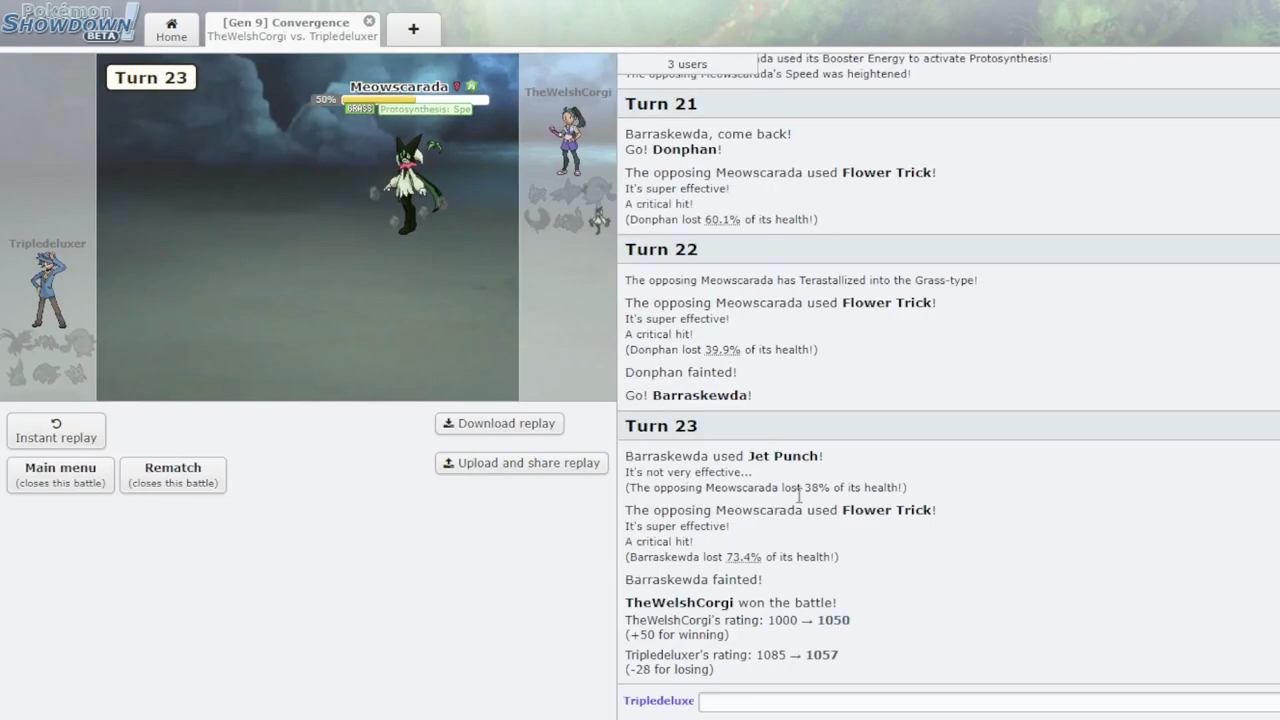 Pokémon
SHOWDOWN!
BETA
Home
[Gen 9] Convergence
TheWelshCorgi vs. Tripledeluxer
+
Turn 23
Meowscarada
50%
GRASS Protosynthesis: Spe
TheWelshCorgi
Tripledeluxer
Instant replay
Main menu
(closes this battle)
Rematch
(closes this battle)
Download replay
Upload and share replay
3 users
da used its Booster Energy to activate Protosynthesis!
The opposing Meowscarada's Speed was heightened!
Turn 21
Barraskewda, come back!
Go! Donphan!
The opposing Meowscarada used Flower Trick!
It's super effective!
A critical hit!
(Donphan lost 60.1% of its health!)
Turn 22
The opposing Meowscarada has Terastallized into the Grass-type!
The opposing Meowscarada used Flower Trick!
It's super effective!
A critical hit!
(Donphan lost 39.9% of its health!)
Donphan fainted!
Go! Barraskewda!
Turn 23
Barraskewda used Jet Punch!
It's not very effective...
(The opposing Meowscarada lost 38% of its health!)
The opposing Meowscarada used Flower Trick!
It's super effective!
A critical hit!
(Barraskewda lost 73.4% of its health!)
Barraskewda fainted!
TheWelshCorgi won the battle!
TheWelshCorgi's rating: 1000 → 1050
(+50 for winning)
Tripledeluxer's rating: 1085 → 1057
(-28 for losing)
Tripledeluxe